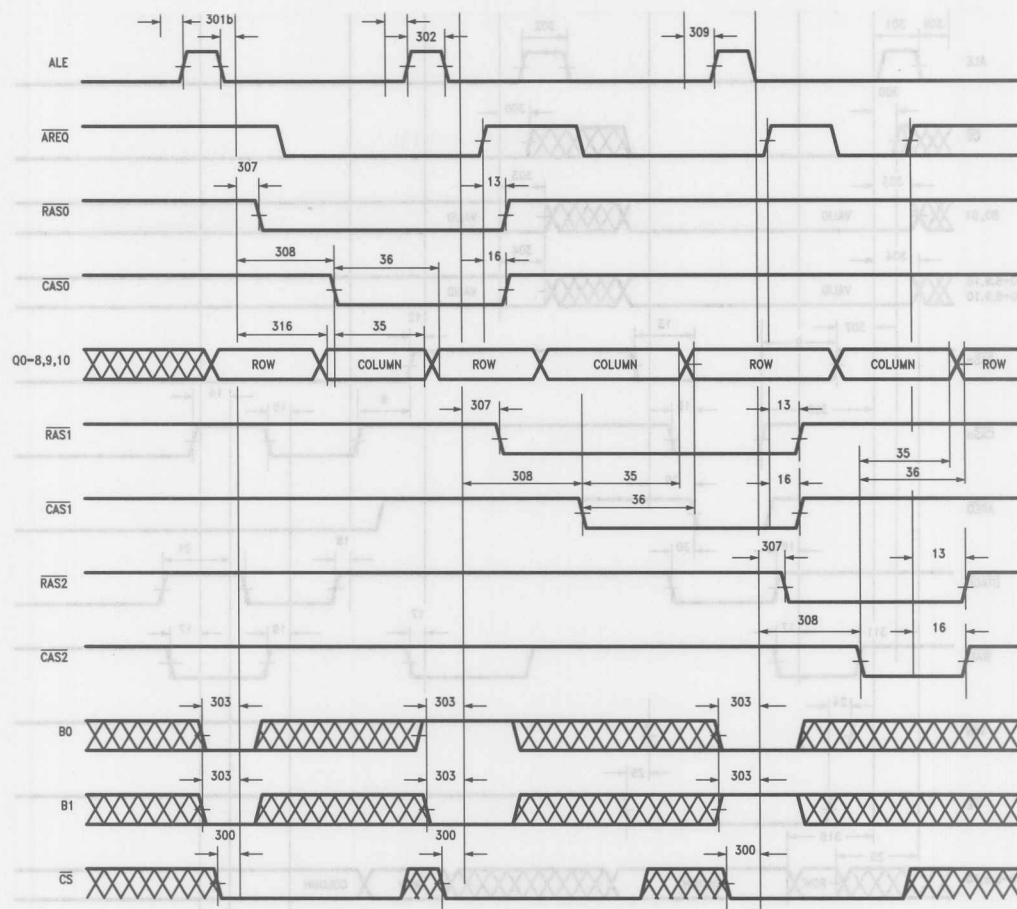 301b
302
309
ALE
AREQ
307
13
RAS0
308
36
16
CAS0
316
35
Q0-8,9,10
ROW
COLUMN
ROW
COLUMN
ROW
COLUMN
ROW
307
13
RAS1
35
308
35
16
36
CAS1
36
307
13
RAS2
308
16
CAS2
303
303
303
B0
303
303
303
B1
300
300
300
CS